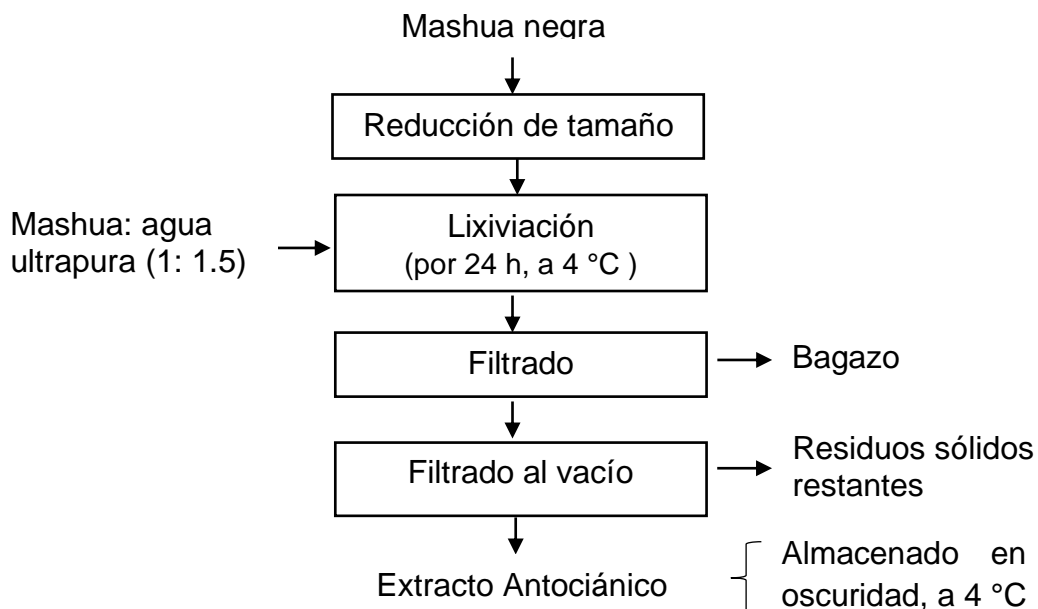 Mashua negra
Reducción de tamaño
Mashua: agua
ultrapura (1: 1.5)
Lixiviación
(por 24 h, a 4 °C )
Filtrado
Bagazo
Filtrado al vacío
Residuos sólidos
restantes
Extracto Antociánico
Almacenado en
oscuridad, a 4 °C